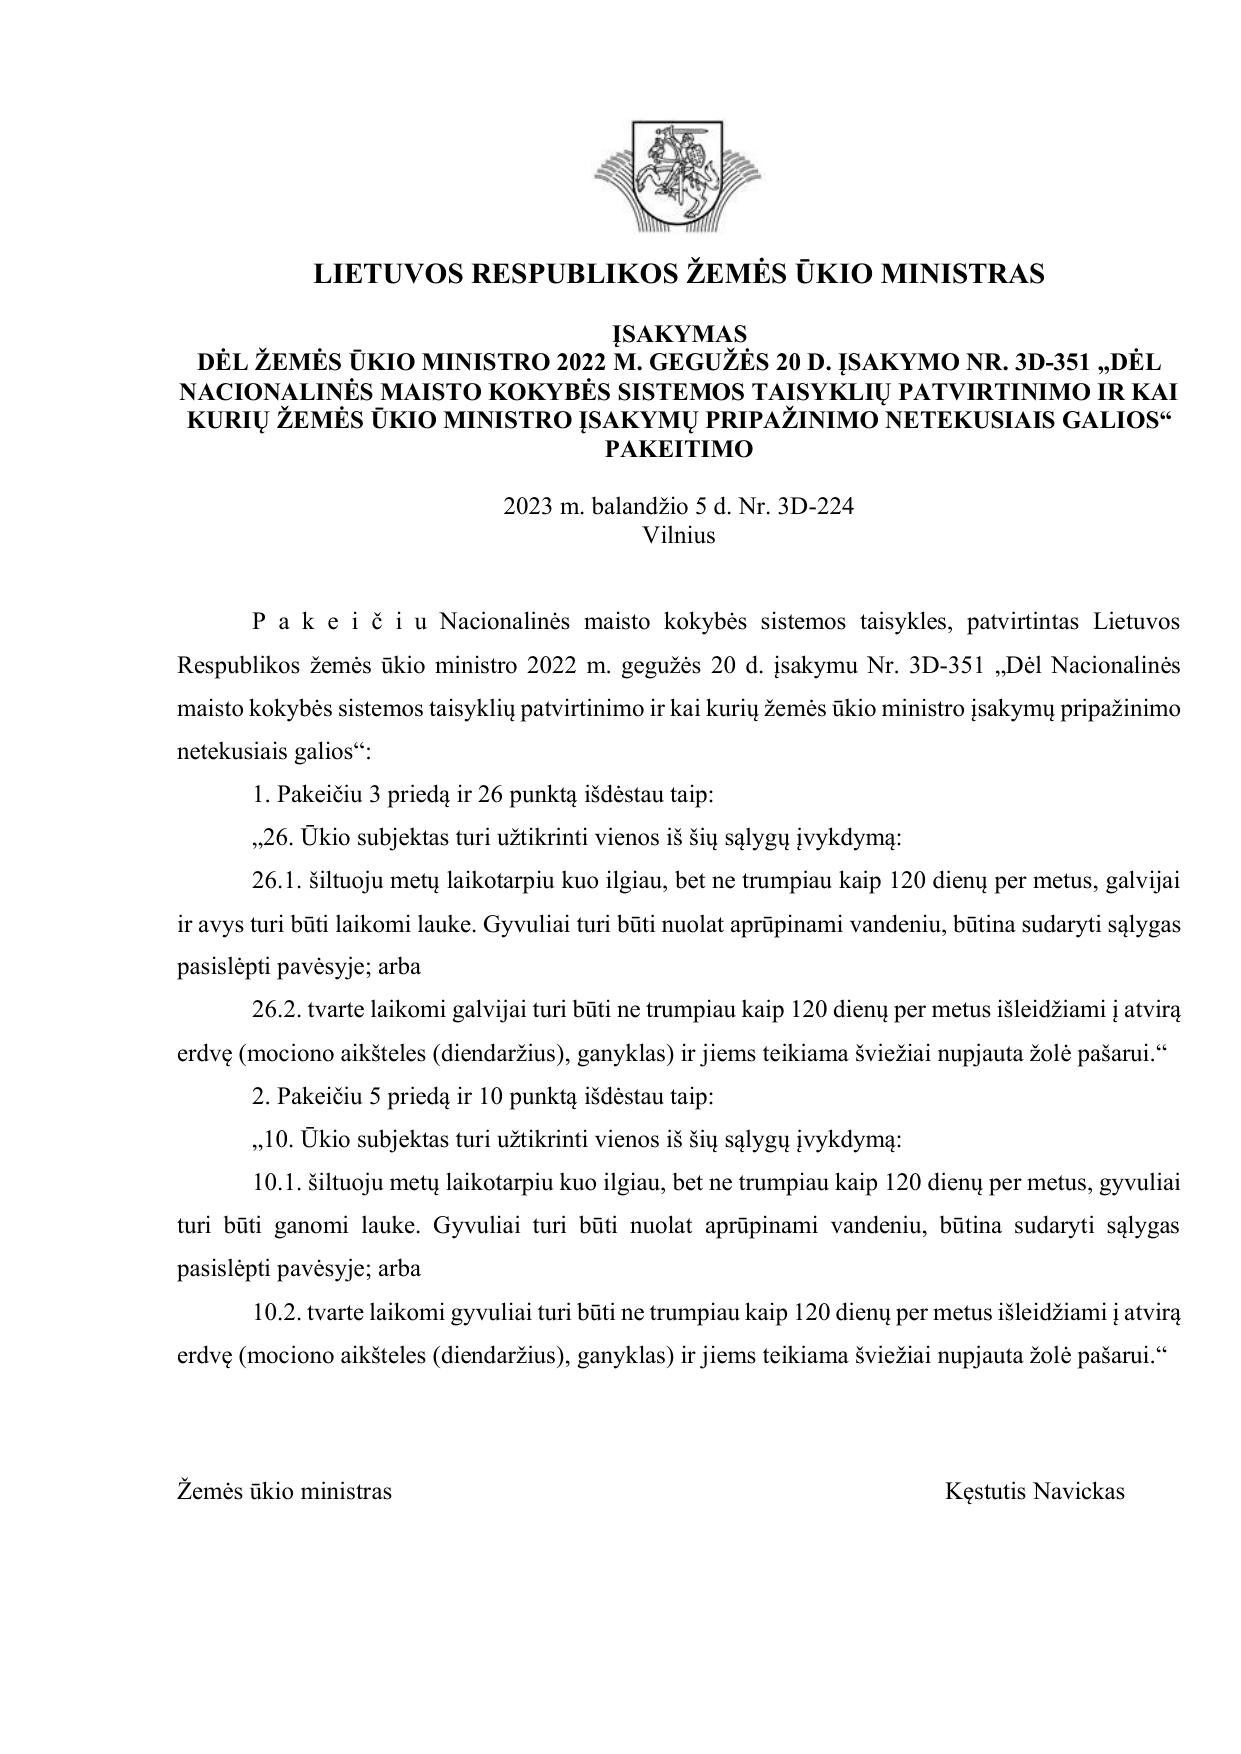 LIETUVOS RESPUBLIKOS ŽEMĖS ŪKIO MINISTRAS
ĮSAKYMAS
DĖL ŽEMĖS ŪKIO MINISTRO 2022 M. GEGUŽĖS 20 D. ĮSAKYMO NR. 3D-351 „DĖL
NACIONALINĖS MAISTO KOKYBĖS SISTEMOS TAISYKLIŲ PATVIRTINIMO IR KAI
KURIŲ ŽEMĖS ŪKIO MINISTRO ĮSAKYMŲ PRIPAŽINIMO NETEKUSIAIS GALIOS“
PAKEITIMO
2023 m. balandžio 5 d. Nr. 3D-224
Vilnius
P a k e i č i u Nacionalinės maisto kokybės sistemos taisykles, patvirtintas Lietuvos
Respublikos žemės ūkio ministro 2022 m. gegužės 20 d. įsakymu Nr. 3D-351 „Dėl Nacionalinės
maisto kokybės sistemos taisyklių patvirtinimo ir kai kurių žemės ūkio ministro įsakymų pripažinimo
netekusiais galios“:
1. Pakeičiu 3 priedą ir 26 punktą išdėstau taip:
„26. Ūkio subjektas turi užtikrinti vienos iš šių sąlygų įvykdymą:
26.1. šiltuoju metų laikotarpiu kuo ilgiau, bet ne trumpiau kaip 120 dienų per metus, galvijai
ir avys turi būti laikomi lauke. Gyvuliai turi būti nuolat aprūpinami vandeniu, būtina sudaryti sąlygas
pasislėpti pavėsyje; arba
26.2. tvarte laikomi galvijai turi būti ne trumpiau kaip 120 dienų per metus išleidžiami į atvirą
erdvę (mociono aikšteles (diendaržius), ganyklas) ir jiems teikiama šviežiai nupjauta žolė pašarui.“
2. Pakeičiu 5 priedą ir 10 punktą išdėstau taip:
„10. Ūkio subjektas turi užtikrinti vienos iš šių sąlygų įvykdymą:
10.1. šiltuoju metų laikotarpiu kuo ilgiau, bet ne trumpiau kaip 120 dienų per metus, gyvuliai
turi būti ganomi lauke. Gyvuliai turi būti nuolat aprūpinami vandeniu, būtina sudaryti sąlygas
pasislėpti pavėsyje; arba
10.2. tvarte laikomi gyvuliai turi būti ne trumpiau kaip 120 dienų per metus išleidžiami į atvirą
erdvę (mociono aikšteles (diendaržius), ganyklas) ir jiems teikiama šviežiai nupjauta žolė pašarui.“
Žemės ūkio ministras Kęstutis Navickas